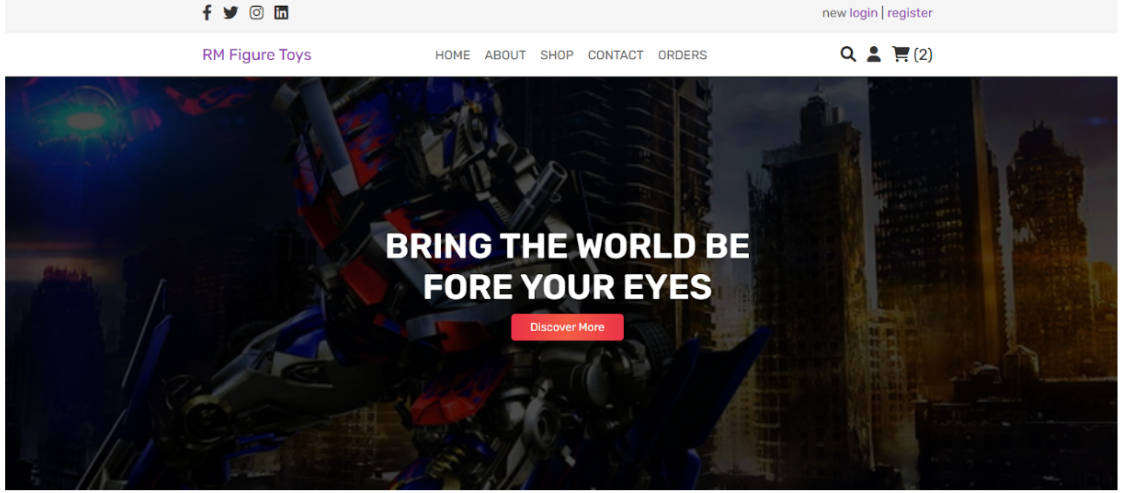 new login | register
RM Figure Toys
HOME ABOUT SHOP CONTACT ORDERS
(2)
BRING THE WORLD BE
FORE YOUR EYES
Discover More